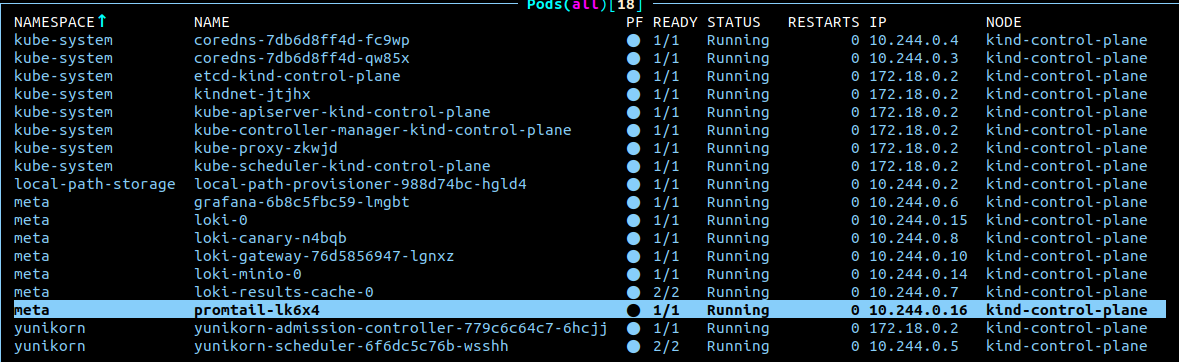 Pods(all)[18]
NAMESPACE↑ NAME PF READY STATUS RESTARTS IP NODE
kube-system coredns-7db6d8ff4d-fc9wp ● 1/1 Running 0 10.244.0.4 kind-control-plane
kube-system coredns-7db6d8ff4d-qw85x ● 1/1 Running 0 10.244.0.3 kind-control-plane
kube-system etcd-kind-control-plane ● 1/1 Running 0 172.18.0.2 kind-control-plane
kube-system kindnet-jtjhx ● 1/1 Running 0 172.18.0.2 kind-control-plane
kube-system kube-apiserver-kind-control-plane ● 1/1 Running 0 172.18.0.2 kind-control-plane
kube-system kube-controller-manager-kind-control-plane ● 1/1 Running 0 172.18.0.2 kind-control-plane
kube-system kube-proxy-zkwjd ● 1/1 Running 0 172.18.0.2 kind-control-plane
kube-system kube-scheduler-kind-control-plane ● 1/1 Running 0 172.18.0.2 kind-control-plane
local-path-storage local-path-provisioner-988d74bc-hgld4 ● 1/1 Running 0 10.244.0.2 kind-control-plane
meta grafana-6b8c5fbc59-lmgbt ● 1/1 Running 0 10.244.0.6 kind-control-plane
meta loki-0 ● 1/1 Running 0 10.244.0.15 kind-control-plane
meta loki-canary-n4bqb ● 1/1 Running 0 10.244.0.8 kind-control-plane
meta loki-gateway-76d5856947-lgnxz ● 1/1 Running 0 10.244.0.10 kind-control-plane
meta loki-minio-0 ● 1/1 Running 0 10.244.0.14 kind-control-plane
meta loki-results-cache-0 ● 2/2 Running 0 10.244.0.7 kind-control-plane
meta promtail-lk6x4 ● 1/1 Running 0 10.244.0.16 kind-control-plane
yunikorn yunikorn-admission-controller-779c6c64c7-6hcjj ● 1/1 Running 0 172.18.0.2 kind-control-plane
yunikorn yunikorn-scheduler-6f6dc5c76b-wsshh ● 2/2 Running 0 10.244.0.5 kind-control-plane